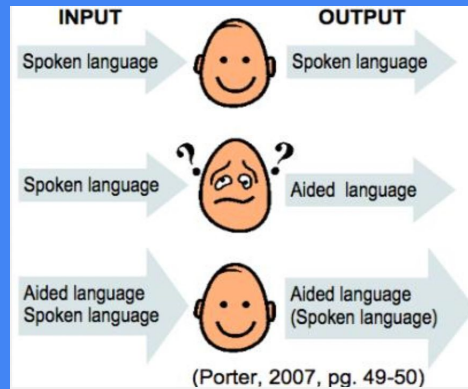 INPUT OUTPUT
Spoken language Spoken language
? ?
Spoken language Aided language
Aided language Aided language
Spoken language (Spoken language)
(Porter, 2007, pg. 49-50)